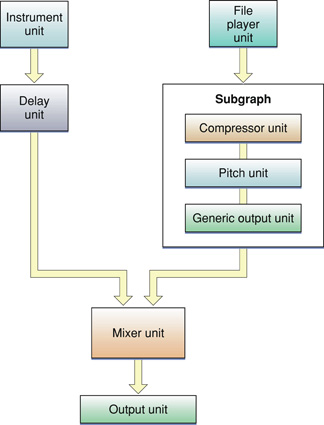 Instrument
unit
File
player
unit
Delay
unit
Subgraph
Compressor unit
Pitch unit
Generic output unit
Mixer unit
Output unit